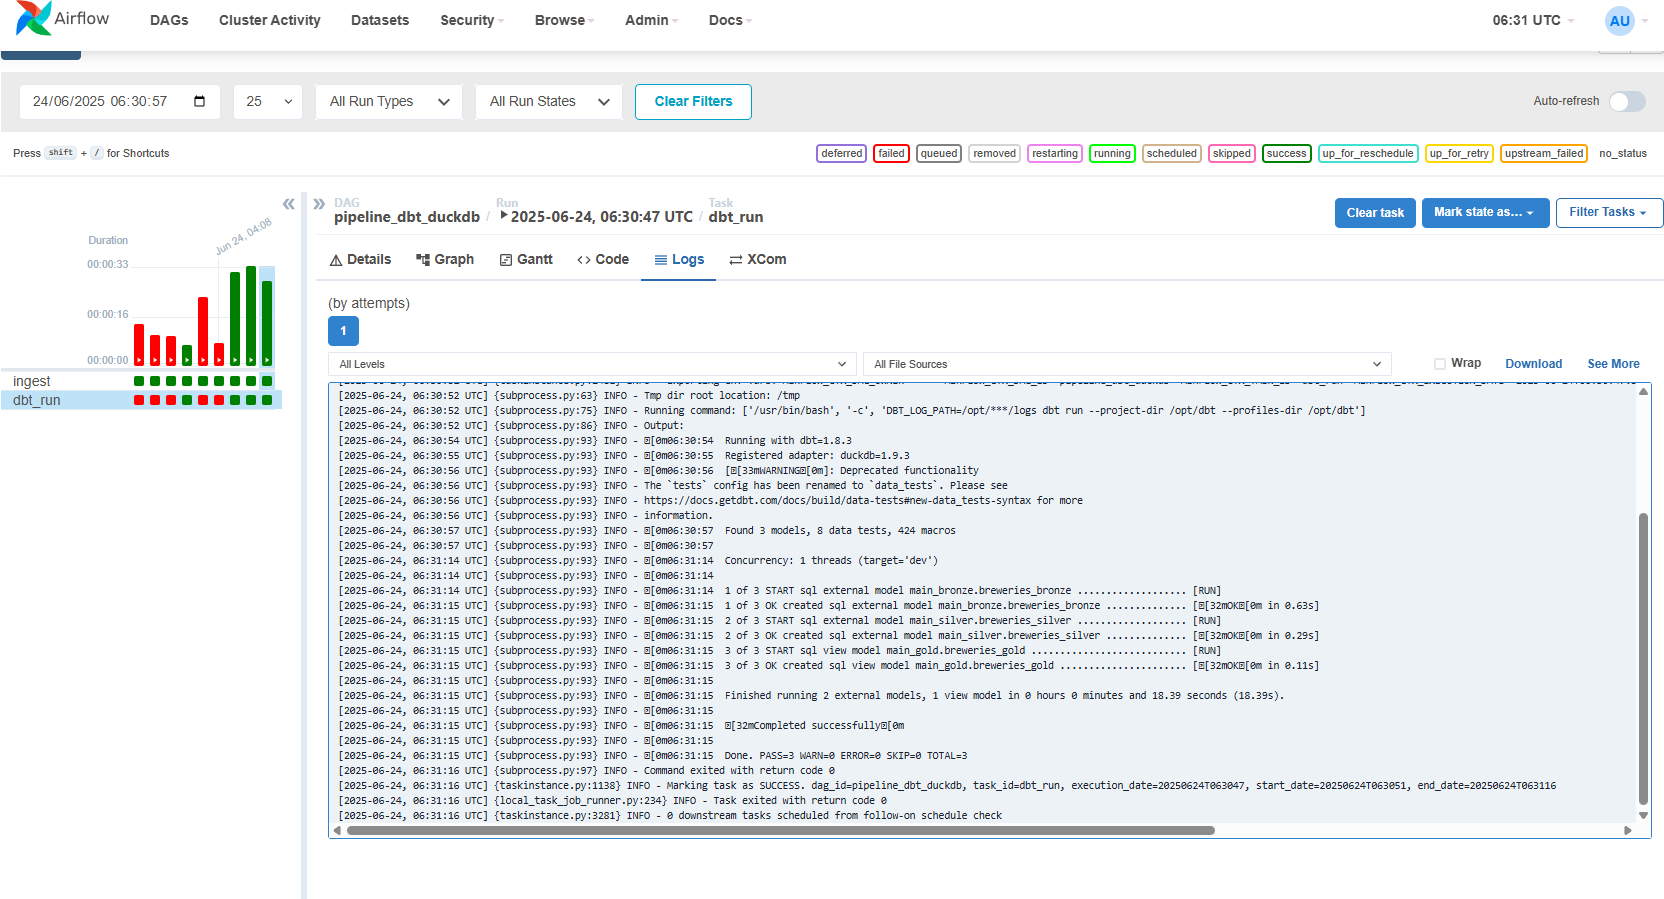 Airflow DAGs Cluster Activity Datasets Security Browse Admin Docs 06:31 UTC AU
24/06/2025 06:30:57 25 All Run Types All Run States Clear Filters Auto-refresh
Press shift + / for Shortcuts deferred failed queued removed restarting running scheduled skipped success up_for_reschedule up_for_retry upstream_failed no_status
DAG Run Task
pipeline_dbt_duckdb / 2025-06-24, 06:30:47 UTC / dbt_run
Clear task Mark state as... Filter Tasks
Jun 24, 04:08
Duration
00:00:33
00:00:16
00:00:00
ingest
dbt_run
Details Graph Gantt Code Logs XCom
(by attempts)
1
All Levels All File Sources Wrap Download See More
[2025-06-24, 06:30:52 UTC] {subprocess.py:63} INFO - Tmp dir root location: /tmp
[2025-06-24, 06:30:52 UTC] {subprocess.py:75} INFO - Running command: ['/usr/bin/bash', '-c', 'DBT_LOG_PATH=/opt/***/logs dbt run --project-dir /opt/dbt --profiles-dir /opt/dbt']
[2025-06-24, 06:30:52 UTC] {subprocess.py:86} INFO - Output:
[2025-06-24, 06:30:54 UTC] {subprocess.py:93} INFO - [0m06:30:54  Running with dbt=1.8.3
[2025-06-24, 06:30:55 UTC] {subprocess.py:93} INFO - [0m06:30:55  Registered adapter: duckdb=1.9.3
[2025-06-24, 06:30:56 UTC] {subprocess.py:93} INFO - [0m06:30:56  [[33mWARNING[0m]: Deprecated functionality
[2025-06-24, 06:30:56 UTC] {subprocess.py:93} INFO - The `tests` config has been renamed to `data_tests`. Please see
[2025-06-24, 06:30:56 UTC] {subprocess.py:93} INFO - https://docs.getdbt.com/docs/build/data-tests#new-data_tests-syntax for more
[2025-06-24, 06:30:56 UTC] {subprocess.py:93} INFO - information.
[2025-06-24, 06:30:57 UTC] {subprocess.py:93} INFO - [0m06:30:57  Found 3 models, 8 data tests, 424 macros
[2025-06-24, 06:30:57 UTC] {subprocess.py:93} INFO - [0m06:30:57
[2025-06-24, 06:31:14 UTC] {subprocess.py:93} INFO - [0m06:31:14  Concurrency: 1 threads (target='dev')
[2025-06-24, 06:31:14 UTC] {subprocess.py:93} INFO - [0m06:31:14
[2025-06-24, 06:31:14 UTC] {subprocess.py:93} INFO - [0m06:31:14  1 of 3 START sql external model main_bronze.breweries_bronze ................... [RUN]
[2025-06-24, 06:31:15 UTC] {subprocess.py:93} INFO - [0m06:31:15  1 of 3 OK created sql external model main_bronze.breweries_bronze .............. [[32mOK[0m in 0.63s]
[2025-06-24, 06:31:15 UTC] {subprocess.py:93} INFO - [0m06:31:15  2 of 3 START sql external model main_silver.breweries_silver ................... [RUN]
[2025-06-24, 06:31:15 UTC] {subprocess.py:93} INFO - [0m06:31:15  2 of 3 OK created sql external model main_silver.breweries_silver .............. [[32mOK[0m in 0.29s]
[2025-06-24, 06:31:15 UTC] {subprocess.py:93} INFO - [0m06:31:15  3 of 3 START sql view model main_gold.breweries_gold ........................... [RUN]
[2025-06-24, 06:31:15 UTC] {subprocess.py:93} INFO - [0m06:31:15  3 of 3 OK created sql view model main_gold.breweries_gold ...................... [[32mOK[0m in 0.11s]
[2025-06-24, 06:31:15 UTC] {subprocess.py:93} INFO - [0m06:31:15
[2025-06-24, 06:31:15 UTC] {subprocess.py:93} INFO - [0m06:31:15  Finished running 2 external models, 1 view model in 0 hours 0 minutes and 18.39 seconds (18.39s).
[2025-06-24, 06:31:15 UTC] {subprocess.py:93} INFO - [0m06:31:15
[2025-06-24, 06:31:15 UTC] {subprocess.py:93} INFO - [0m06:31:15  [32mCompleted successfully[0m
[2025-06-24, 06:31:15 UTC] {subprocess.py:93} INFO - [0m06:31:15
[2025-06-24, 06:31:15 UTC] {subprocess.py:93} INFO - [0m06:31:15  Done. PASS=3 WARN=0 ERROR=0 SKIP=0 TOTAL=3
[2025-06-24, 06:31:16 UTC] {subprocess.py:97} INFO - Command exited with return code 0
[2025-06-24, 06:31:16 UTC] {taskinstance.py:1138} INFO - Marking task as SUCCESS. dag_id=pipeline_dbt_duckdb, task_id=dbt_run, execution_date=20250624T063047, start_date=20250624T063051, end_date=20250624T063116
[2025-06-24, 06:31:16 UTC] {local_task_job_runner.py:234} INFO - Task exited with return code 0
[2025-06-24, 06:31:16 UTC] {taskinstance.py:3281} INFO - 0 downstream tasks scheduled from follow-on schedule check